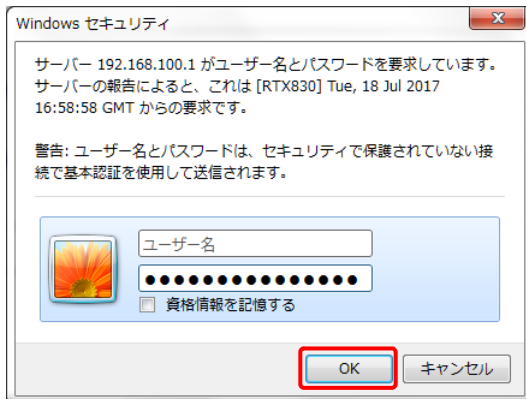 Windows セキュリティ
サーバー 192.168.100.1 がユーザー名とパスワードを要求しています。
サーバーの報告によると、これは [RTX830] Tue, 18 Jul 2017
16:58:58 GMT からの要求です。
警告: ユーザー名とパスワードは、セキュリティで保護されていない接
続で基本認証を使用して送信されます。
ユーザー名
●●●●●●●●●●●●●●●
資格情報を記憶する
OK キャンセル